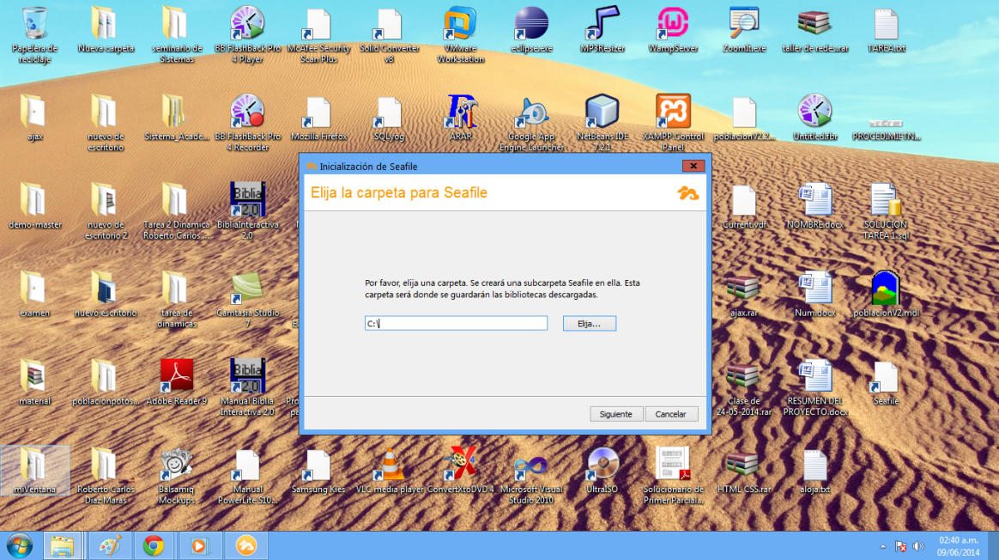 Papelera de
reciclaje
Nueva carpeta
seminario de
Sistemas
BB FlashBack Pro
4 Player
McAfee Security
Scan Plus
Solid Converter
v8
VMware
Workstation
eclipse.exe
MP3Resizer
WampServer
ZoomIt.exe
taller de redes.rar
TAREA.txt
ajax
nuevo de
escritorio
Sistema_Acade...
BB FlashBack Pro
4 Recorder
Mozilla Firefox
SQLyog
ARAR
Google App
Engine Launcher
NetBeans IDE
7.2.1
XAMPP Control
Panel
poblacionV2.2...
Untitled.fbr
PROCEDIMIETN...
demo-master
nuevo de
escritorio 2
Tarea 2 Dinamica
Roberto Carlos...
Biblia
2.0
BibliaInteractiva
2.0
Current.vdf
NOMBRE.docx
SOLUCION
TAREA 1.sql
Inicialización de Seafile
Elija la carpeta para Seafile
Por favor, elija una carpeta. Se creará una subcarpeta Seafile en ella. Esta
carpeta será donde se guardarán las bibliotecas descargadas.
C:\
Elija...
Siguiente
Cancelar
examen
nuevo escritorio
tarea de
dinamicas
Camtasia Studio
7
ajax.rar
Num.docx
poblacionV2.mdl
material
poblacionpotos...
Adobe Reader 9
Biblia
2.0
Manual Biblia
Interactiva 2.0
Clase de
24-05-2014.rar
RESUMEN DEL
PROYECTO.docx
Seafile
miVentana
Roberto Carlos
Diaz Maras
Balsamiq
Mockups
Manual
PowerLite S10...
Samsung Kies
VLC media player
ConvertXtoDVD 4
Microsoft Visual
Studio 2010
UltraISO
Solucionario de
Primer Parcial...
HTML CSS.rar
aloja.txt
02:40 a.m.
09/06/2014